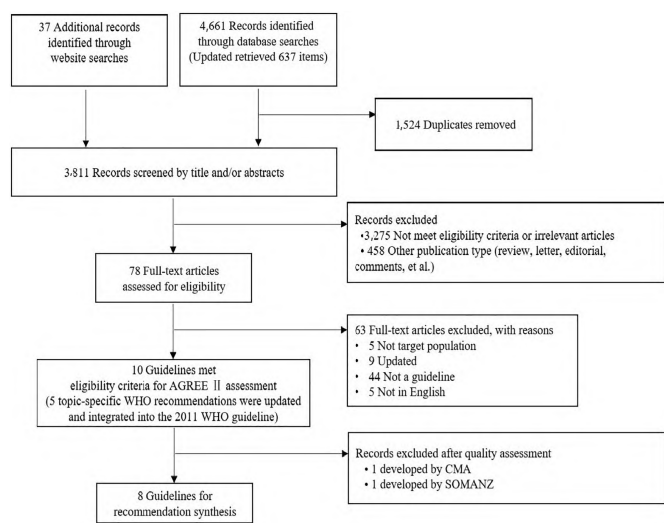 37 Additional records
identified through
website searches
4,661 Records identified
through database searches
(Updated retrieved 637 items)
1,524 Duplicates removed
3,811 Records screened by title and/or abstracts
Records excluded
•3,275 Not meet eligibility criteria or irrelevant articles
• 458 Other publication type (review, letter, editorial,
comments, et al.)
78 Full-text articles
assessed for eligibility
63 Full-text articles excluded, with reasons
• 5 Not target population
• 9 Updated
• 44 Not a guideline
• 5 Not in English
10 Guidelines met
eligibility criteria for AGREE Ⅱ assessment
(5 topic-specific WHO recommendations were updated
and integrated into the 2011 WHO guideline)
Records excluded after quality assessment
• 1 developed by CMA
• 1 developed by SOMANZ
8 Guidelines for
recommendation synthesis